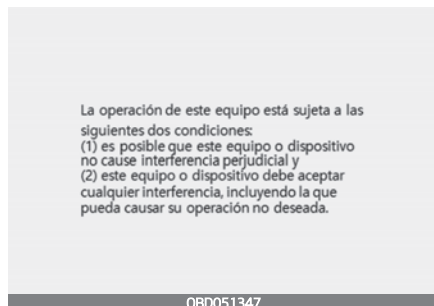 La operación de este equipo está sujeta a las
siguientes dos condiciones:
(1) es posible que este equipo o dispositivo
no cause interferencia perjudicial y
(2) este equipo o dispositivo debe aceptar
cualquier interferencia, incluyendo la que
pueda causar su operación no deseada.
OBD051347